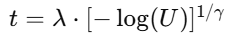 t = λ · [− log(U)]^{1/γ}